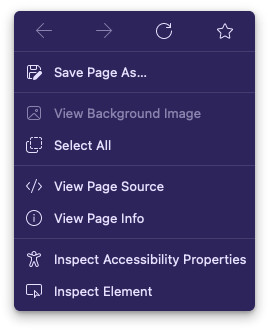 Save Page As...
View Background Image
Select All
View Page Source
View Page Info
Inspect Accessibility Properties
Inspect Element